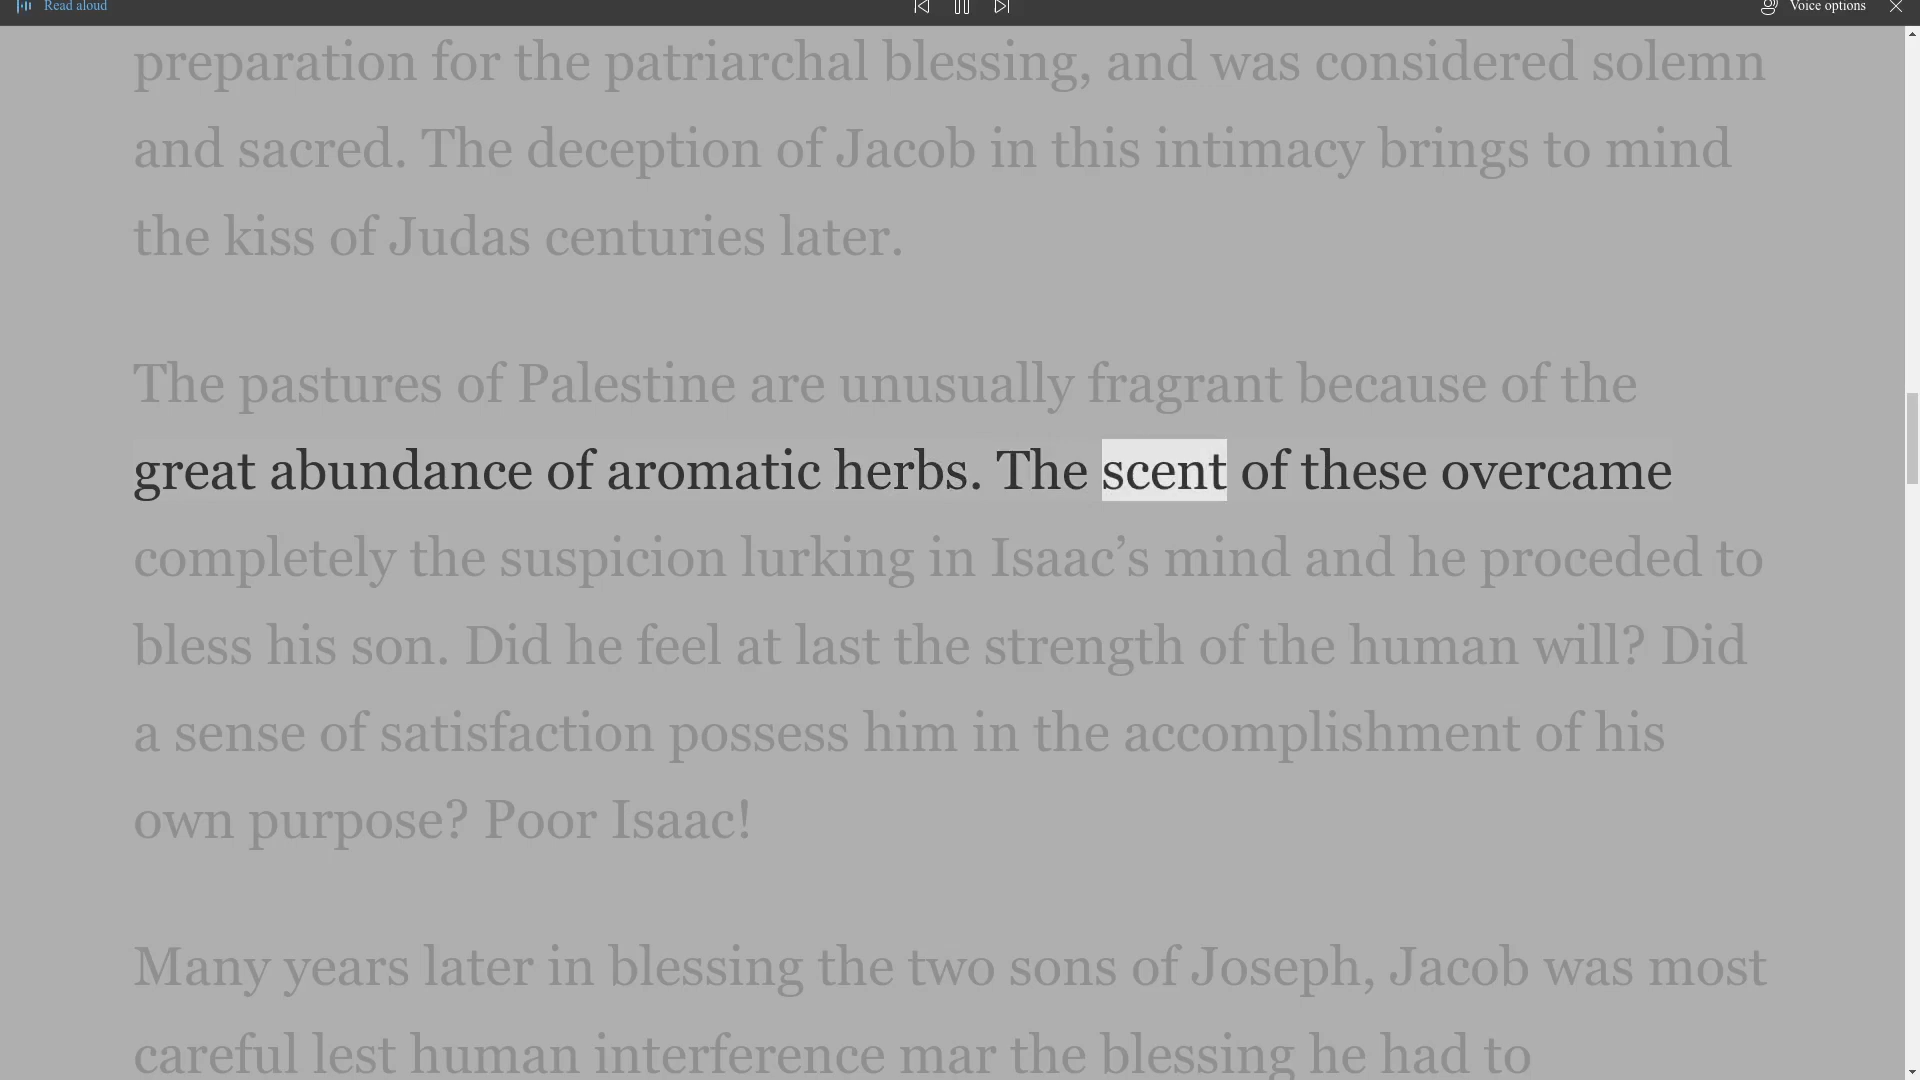 Read aloud
Voice options
preparation for the patriarchal blessing, and was considered solemn
and sacred. The deception of Jacob in this intimacy brings to mind
the kiss of Judas centuries later.
The pastures of Palestine are unusually fragrant because of the
great abundance of aromatic herbs. The scent of these overcame
completely the suspicion lurking in Isaac’s mind and he proceded to
bless his son. Did he feel at last the strength of the human will? Did
a sense of satisfaction possess him in the accomplishment of his
own purpose? Poor Isaac!
Many years later in blessing the two sons of Joseph, Jacob was most
careful lest human interference mar the blessing he had to